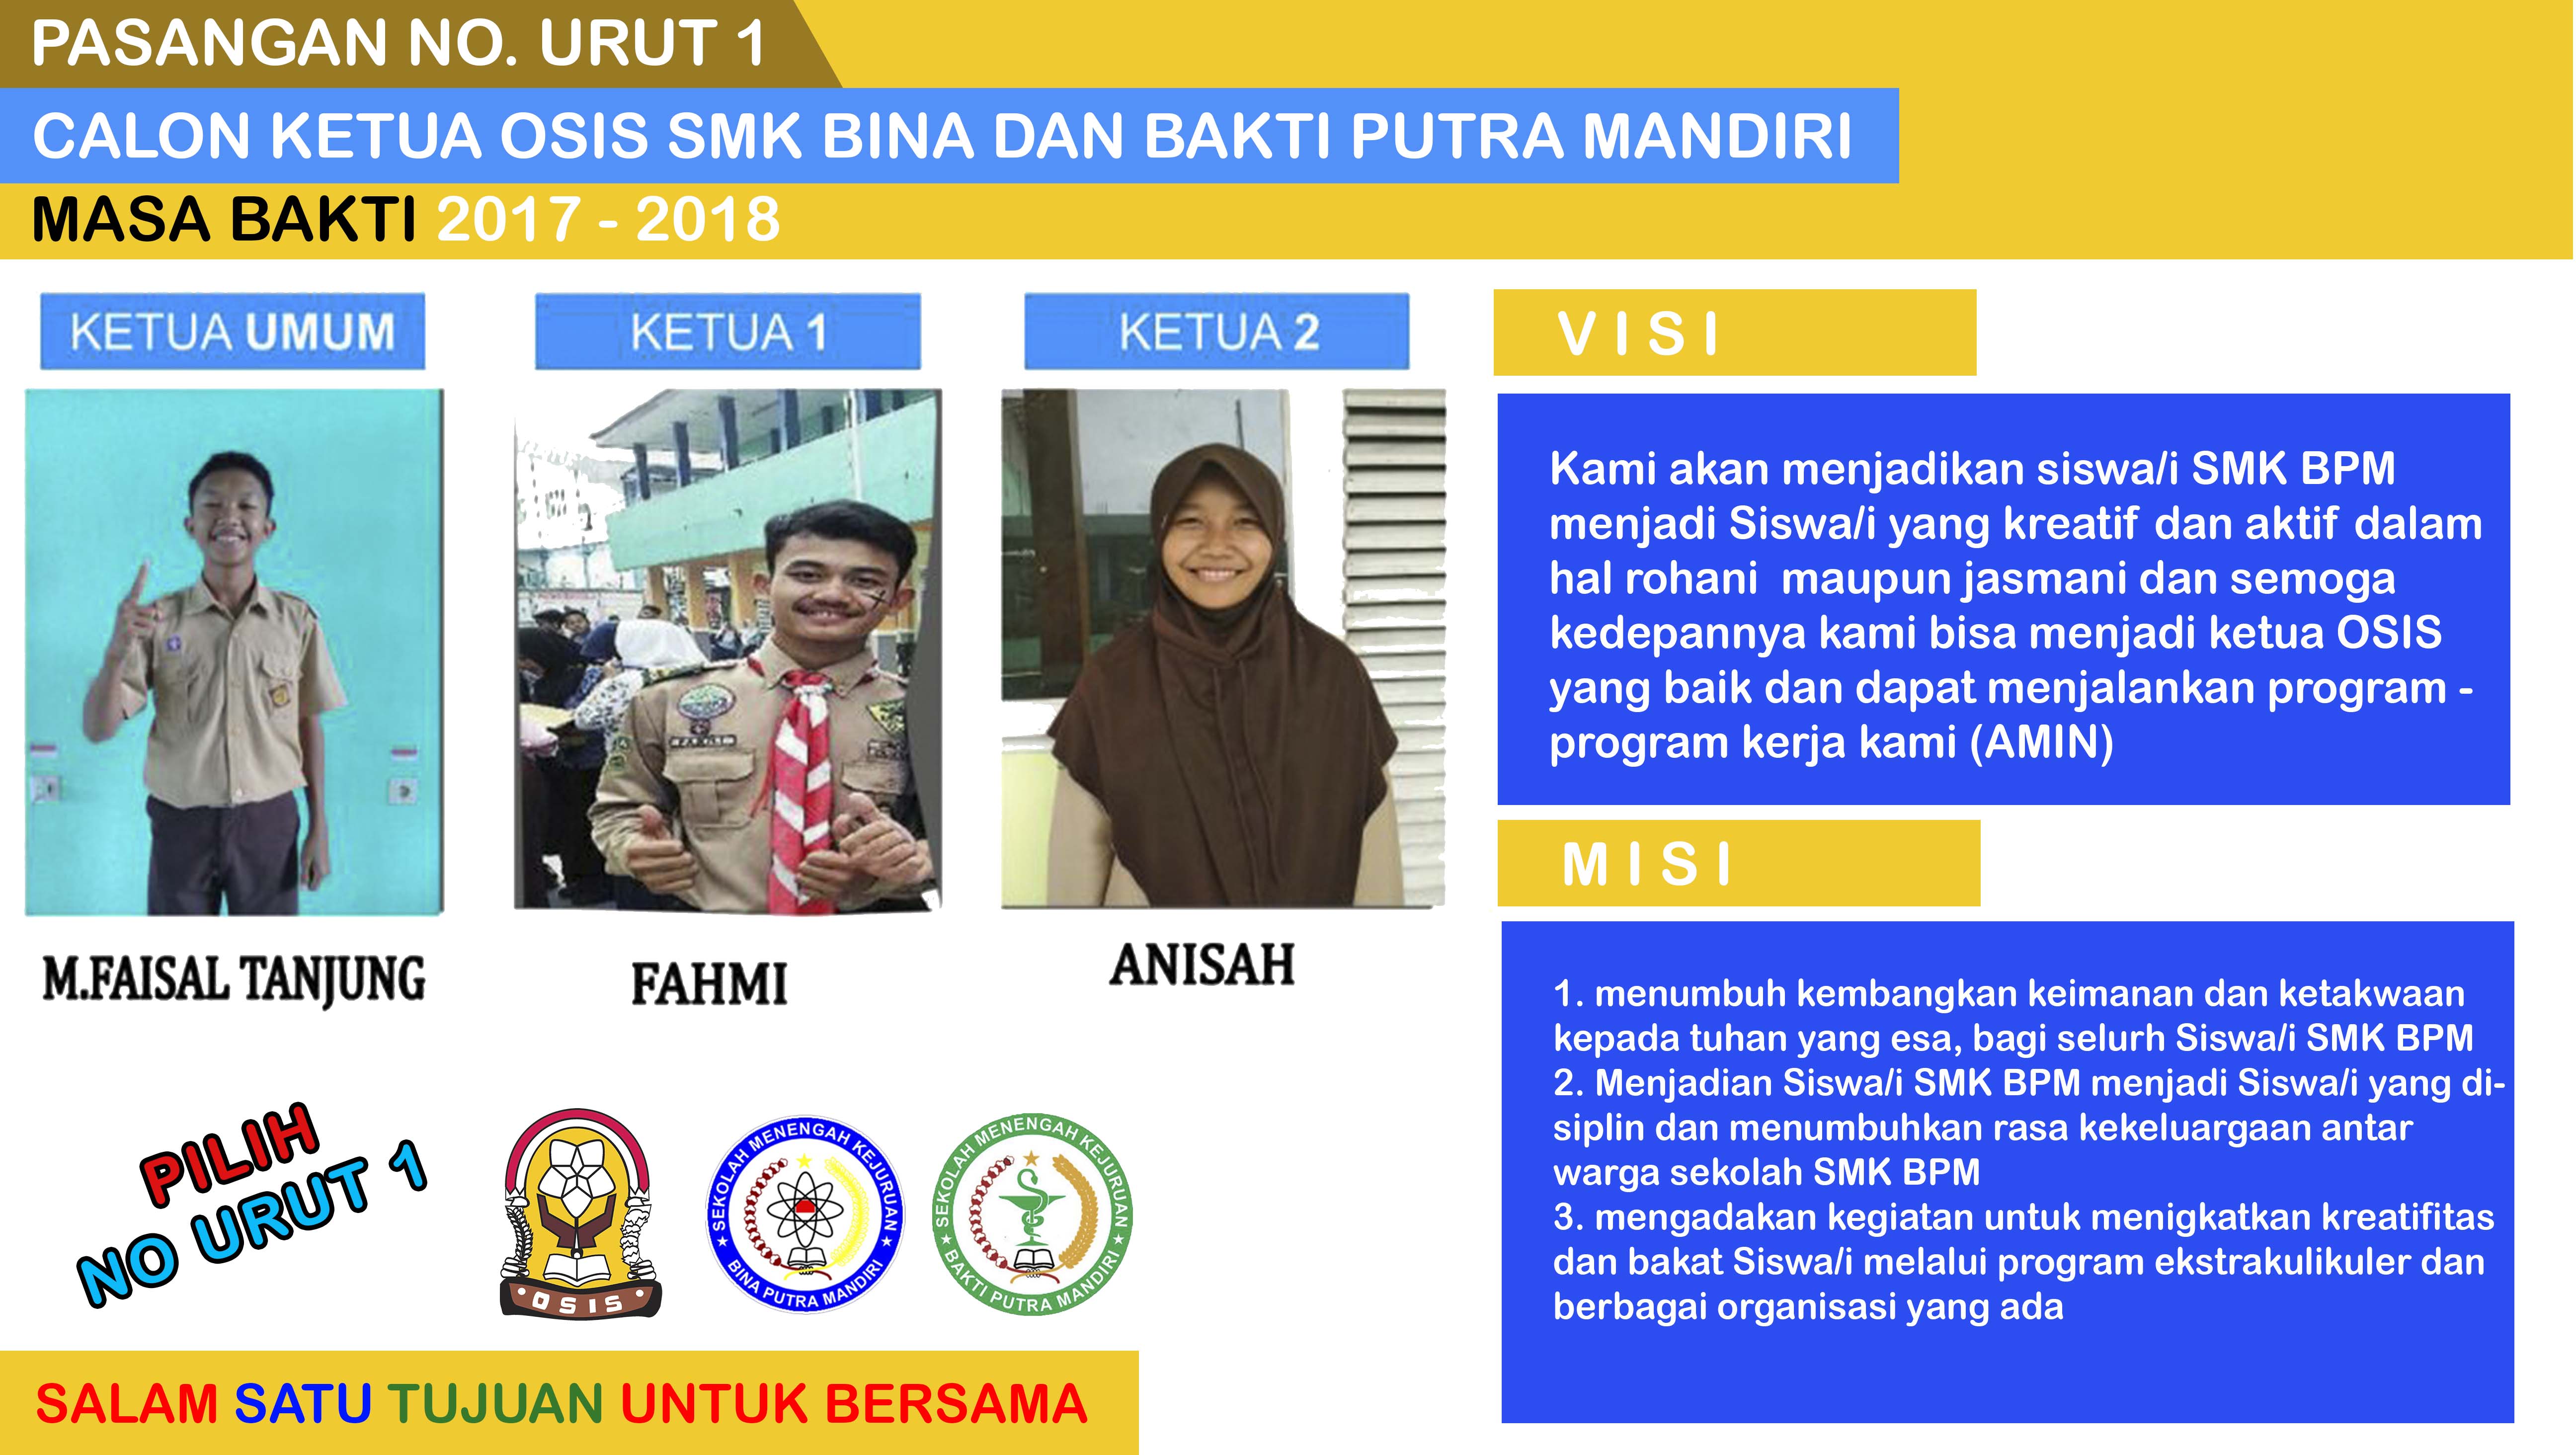 PASANGAN NO. URUT 1
CALON KETUA OSIS SMK BINA DAN BAKTI PUTRA MANDIRI
MASA BAKTI 2017 - 2018
KETUA UMUM
KETUA 1
KETUA 2
M.FAISAL TANJUNG
FAHMI
ANISAH
V I S I
Kami akan menjadikan siswa/i SMK BPM
menjadi Siswa/i yang kreatif dan aktif dalam
hal rohani  maupun jasmani dan semoga
kedepannya kami bisa menjadi ketua OSIS
yang baik dan dapat menjalankan program -
program kerja kami (AMIN)
M I S I
1. menumbuh kembangkan keimanan dan ketakwaan
kepada tuhan yang esa, bagi selurh Siswa/i SMK BPM
2. Menjadian Siswa/i SMK BPM menjadi Siswa/i yang di-
siplin dan menumbuhkan rasa kekeluargaan antar
warga sekolah SMK BPM
3. mengadakan kegiatan untuk menigkatkan kreatifitas
dan bakat Siswa/i melalui program ekstrakulikuler dan
berbagai organisasi yang ada
PILIH
NO URUT 1
OSIS
SEKOLAH MENENGAH KEJURUAN
BINA PUTRA MANDIRI
SEKOLAH MENENGAH KEJURUAN
BAKTI PUTRA MANDIRI
SALAM SATU TUJUAN UNTUK BERSAMA